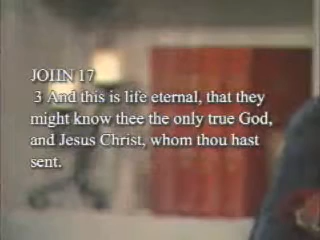 JOHN 17
3 And this is life eternal, that they
might know thee the only true God,
and Jesus Christ, whom thou hast
sent.